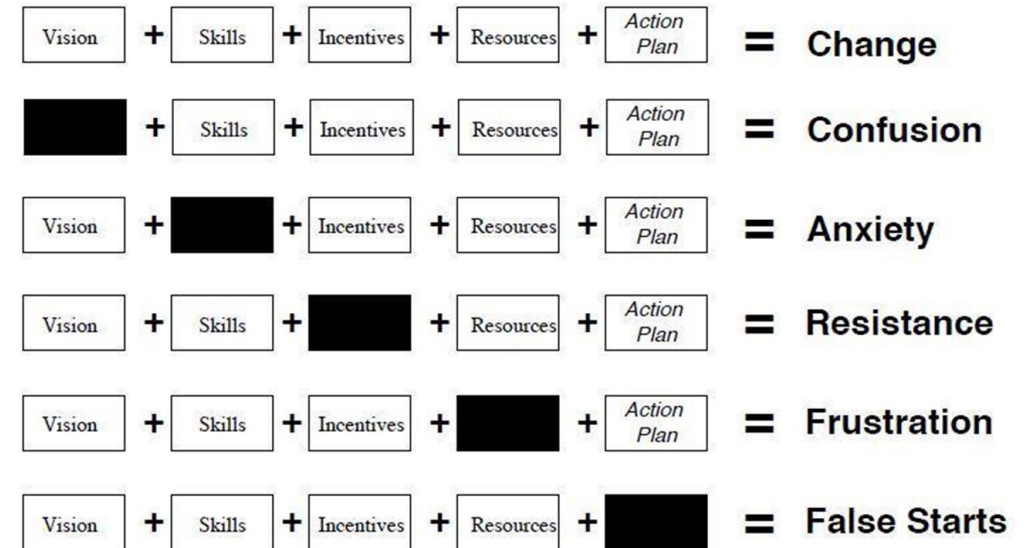 Vision + Skills + Incentives + Resources + Action Plan = Change
+ Skills + Incentives + Resources + Action Plan = Confusion
Vision + + Incentives + Resources + Action Plan = Anxiety
Vision + Skills + + Resources + Action Plan = Resistance
Vision + Skills + Incentives + + Action Plan = Frustration
Vision + Skills + Incentives + Resources + = False Starts